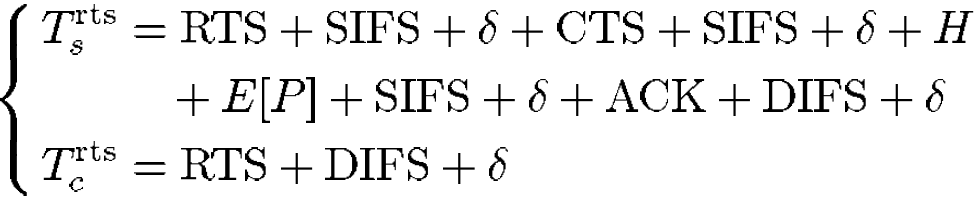 T_s^rts = RTS + SIFS + δ + CTS + SIFS + δ + H
+ E[P] + SIFS + δ + ACK + DIFS + δ
T_c^rts = RTS + DIFS + δ